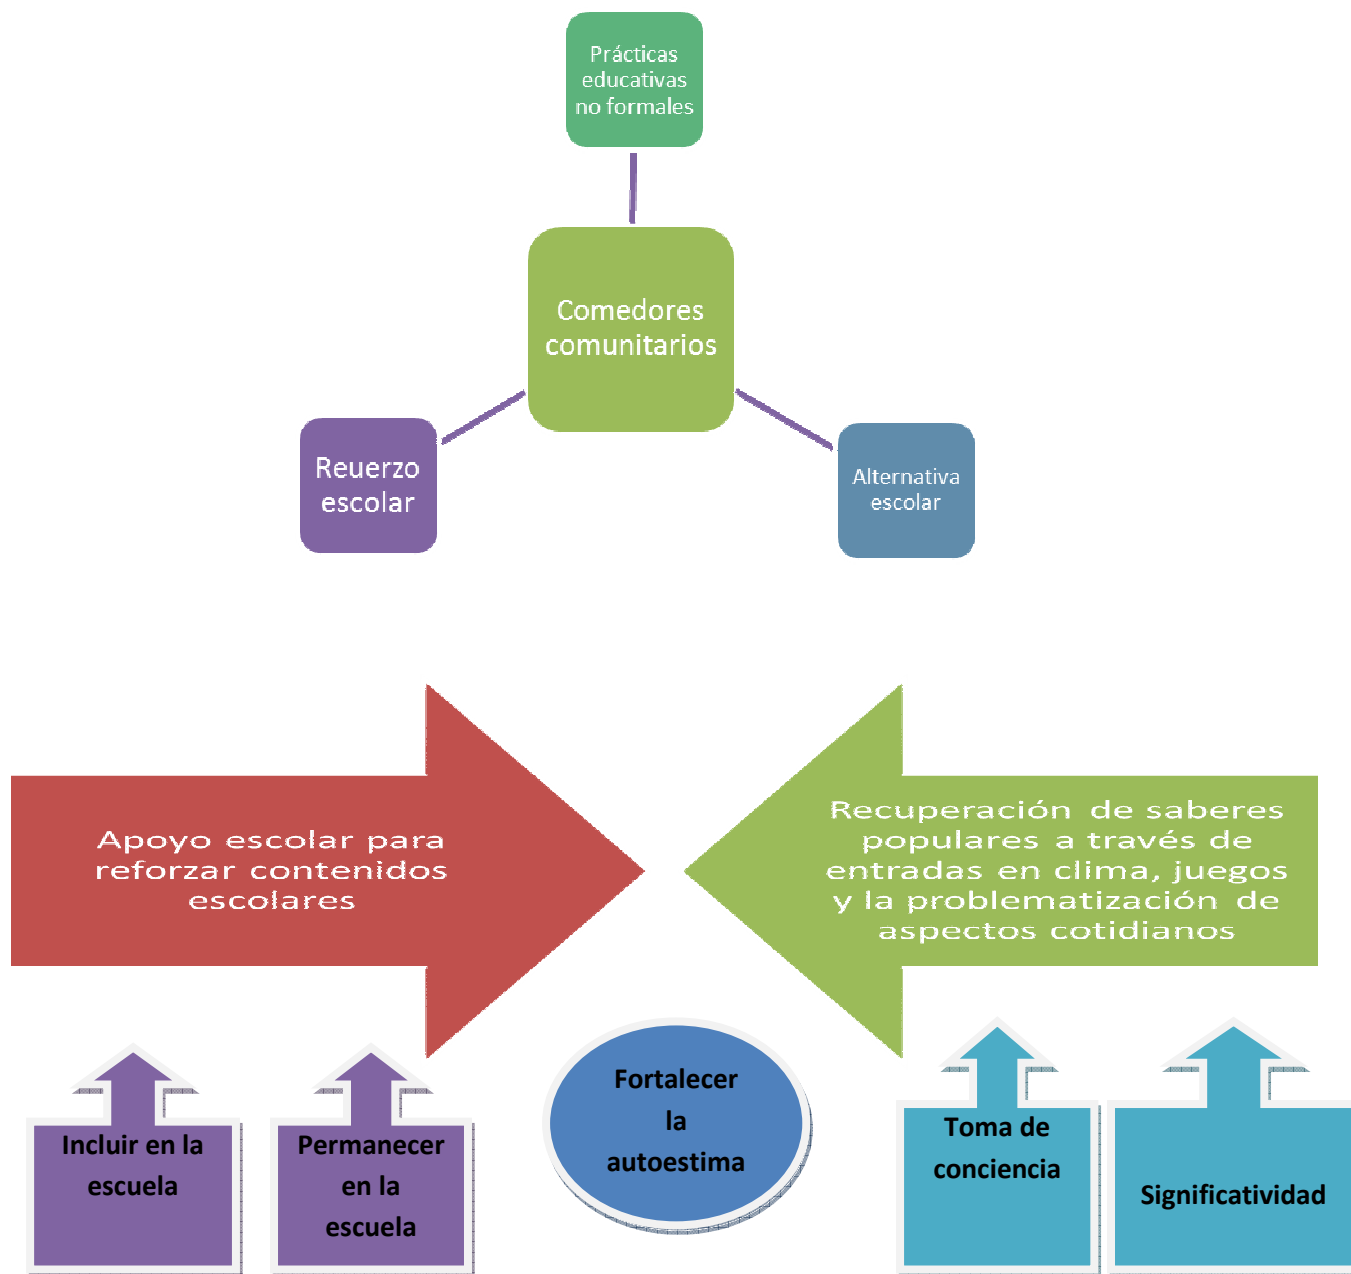 Prácticas
educativas
no formales
Comedores
comunitarios
Reuerzo
escolar
Alternativa
escolar
Apoyo escolar para
reforzar contenidos
escolares
Recuperación de saberes
populares a través de
entradas en clima, juegos
y la problematización de
aspectos cotidianos
Incluir en la
escuela
Permanecer
en la
escuela
Fortalecer
la
autoestima
Toma de
conciencia
Significatividad